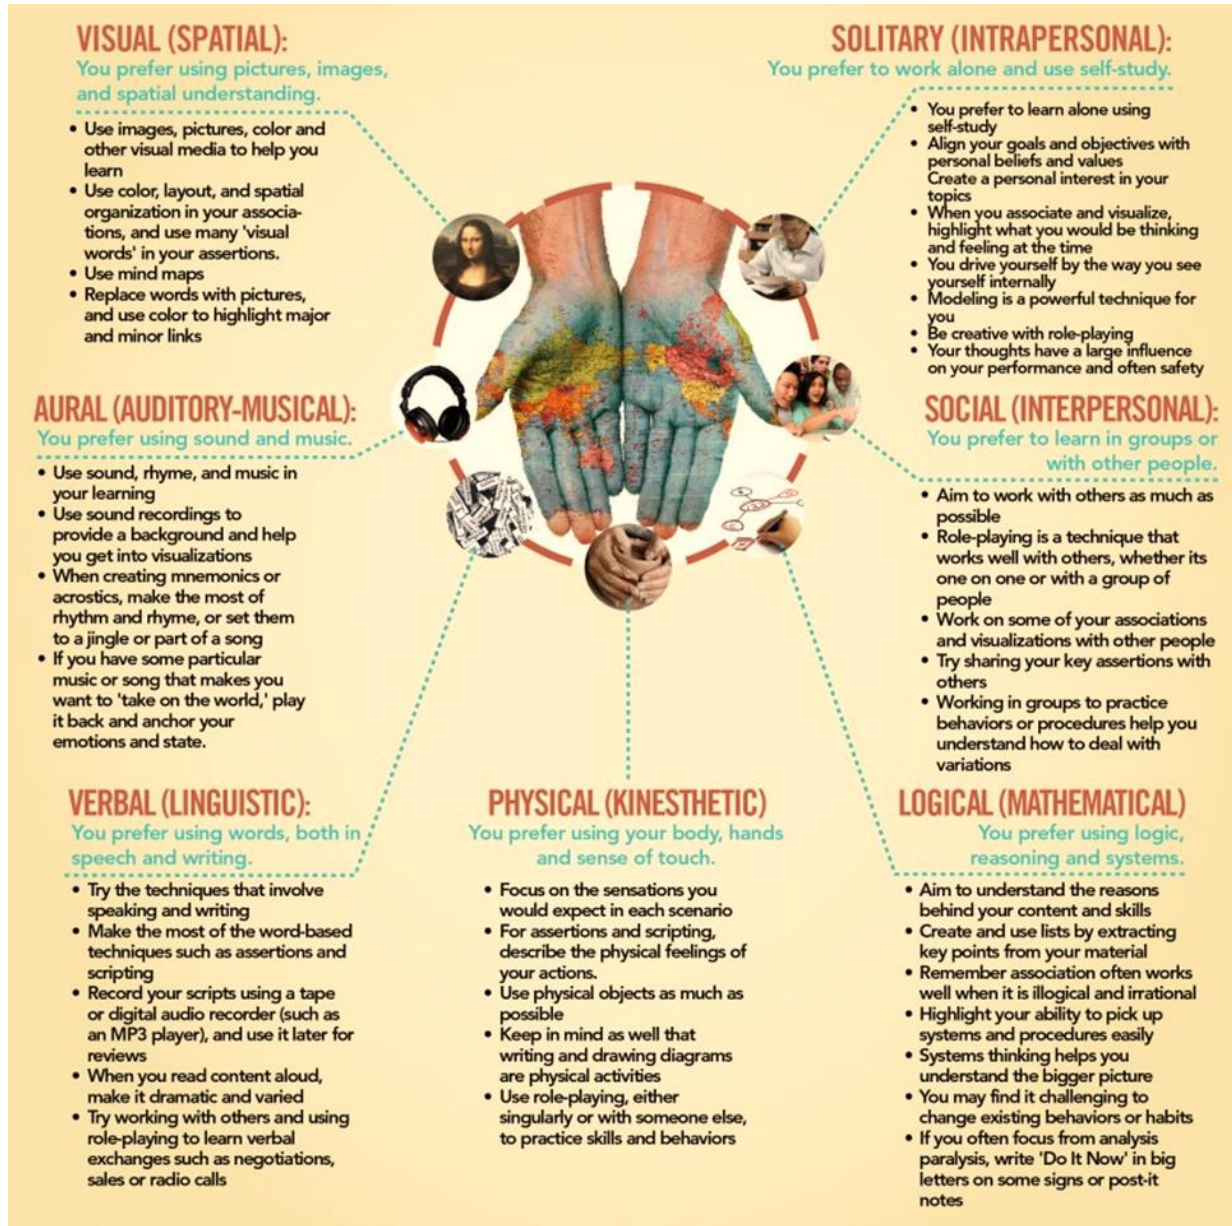 VISUAL (SPATIAL):
You prefer using pictures, images,
and spatial understanding.
• Use images, pictures, color and
other visual media to help you
learn
• Use color, layout, and spatial
organization in your associa-
tions, and use many 'visual
words' in your assertions.
• Use mind maps
• Replace words with pictures,
and use color to highlight major
and minor links
AURAL (AUDITORY-MUSICAL):
You prefer using sound and music.
• Use sound, rhyme, and music in
your learning
• Use sound recordings to
provide a background and help
you get into visualizations
• When creating mnemonics or
acrostics, make the most of
rhythm and rhyme, or set them
to a jingle or part of a song
• If you have some particular
music or song that makes you
want to 'take on the world,' play
it back and anchor your
emotions and state.
VERBAL (LINGUISTIC):
You prefer using words, both in
speech and writing.
• Try the techniques that involve
speaking and writing
• Make the most of the word-based
techniques such as assertions and
scripting
• Record your scripts using a tape
or digital audio recorder (such as
an MP3 player), and use it later for
reviews
• When you read content aloud,
make it dramatic and varied
• Try working with others and using
role-playing to learn verbal
exchanges such as negotiations,
sales or radio calls
PHYSICAL (KINESTHETIC)
You prefer using your body, hands
and sense of touch.
• Focus on the sensations you
would expect in each scenario
• For assertions and scripting,
describe the physical feelings of
your actions.
• Use physical objects as much as
possible
• Keep in mind as well that
writing and drawing diagrams
are physical activities
• Use role-playing, either
singularly or with someone else,
to practice skills and behaviors
SOLITARY (INTRAPERSONAL):
You prefer to work alone and use self-study.
• You prefer to learn alone using
self-study
• Align your goals and objectives with
personal beliefs and values
Create a personal interest in your
topics
• When you associate and visualize,
highlight what you would be thinking
and feeling at the time
• You drive yourself by the way you see
yourself internally
• Modeling is a powerful technique for
you
• Be creative with role-playing
• Your thoughts have a large influence
on your performance and often safety
SOCIAL (INTERPERSONAL):
You prefer to learn in groups or
with other people.
• Aim to work with others as much as
possible
• Role-playing is a technique that
works well with others, whether its
one on one or with a group of
people
• Work on some of your associations
and visualizations with other people
• Try sharing your key assertions with
others
• Working in groups to practice
behaviors or procedures help you
understand how to deal with
variations
LOGICAL (MATHEMATICAL)
You prefer using logic,
reasoning and systems.
• Aim to understand the reasons
behind your content and skills
• Create and use lists by extracting
key points from your material
• Remember association often works
well when it is illogical and irrational
• Highlight your ability to pick up
systems and procedures easily
• Systems thinking helps you
understand the bigger picture
• You may find it challenging to
change existing behaviors or habits
• If you often focus from analysis
paralysis, write 'Do It Now' in big
letters on some signs or post-it
notes